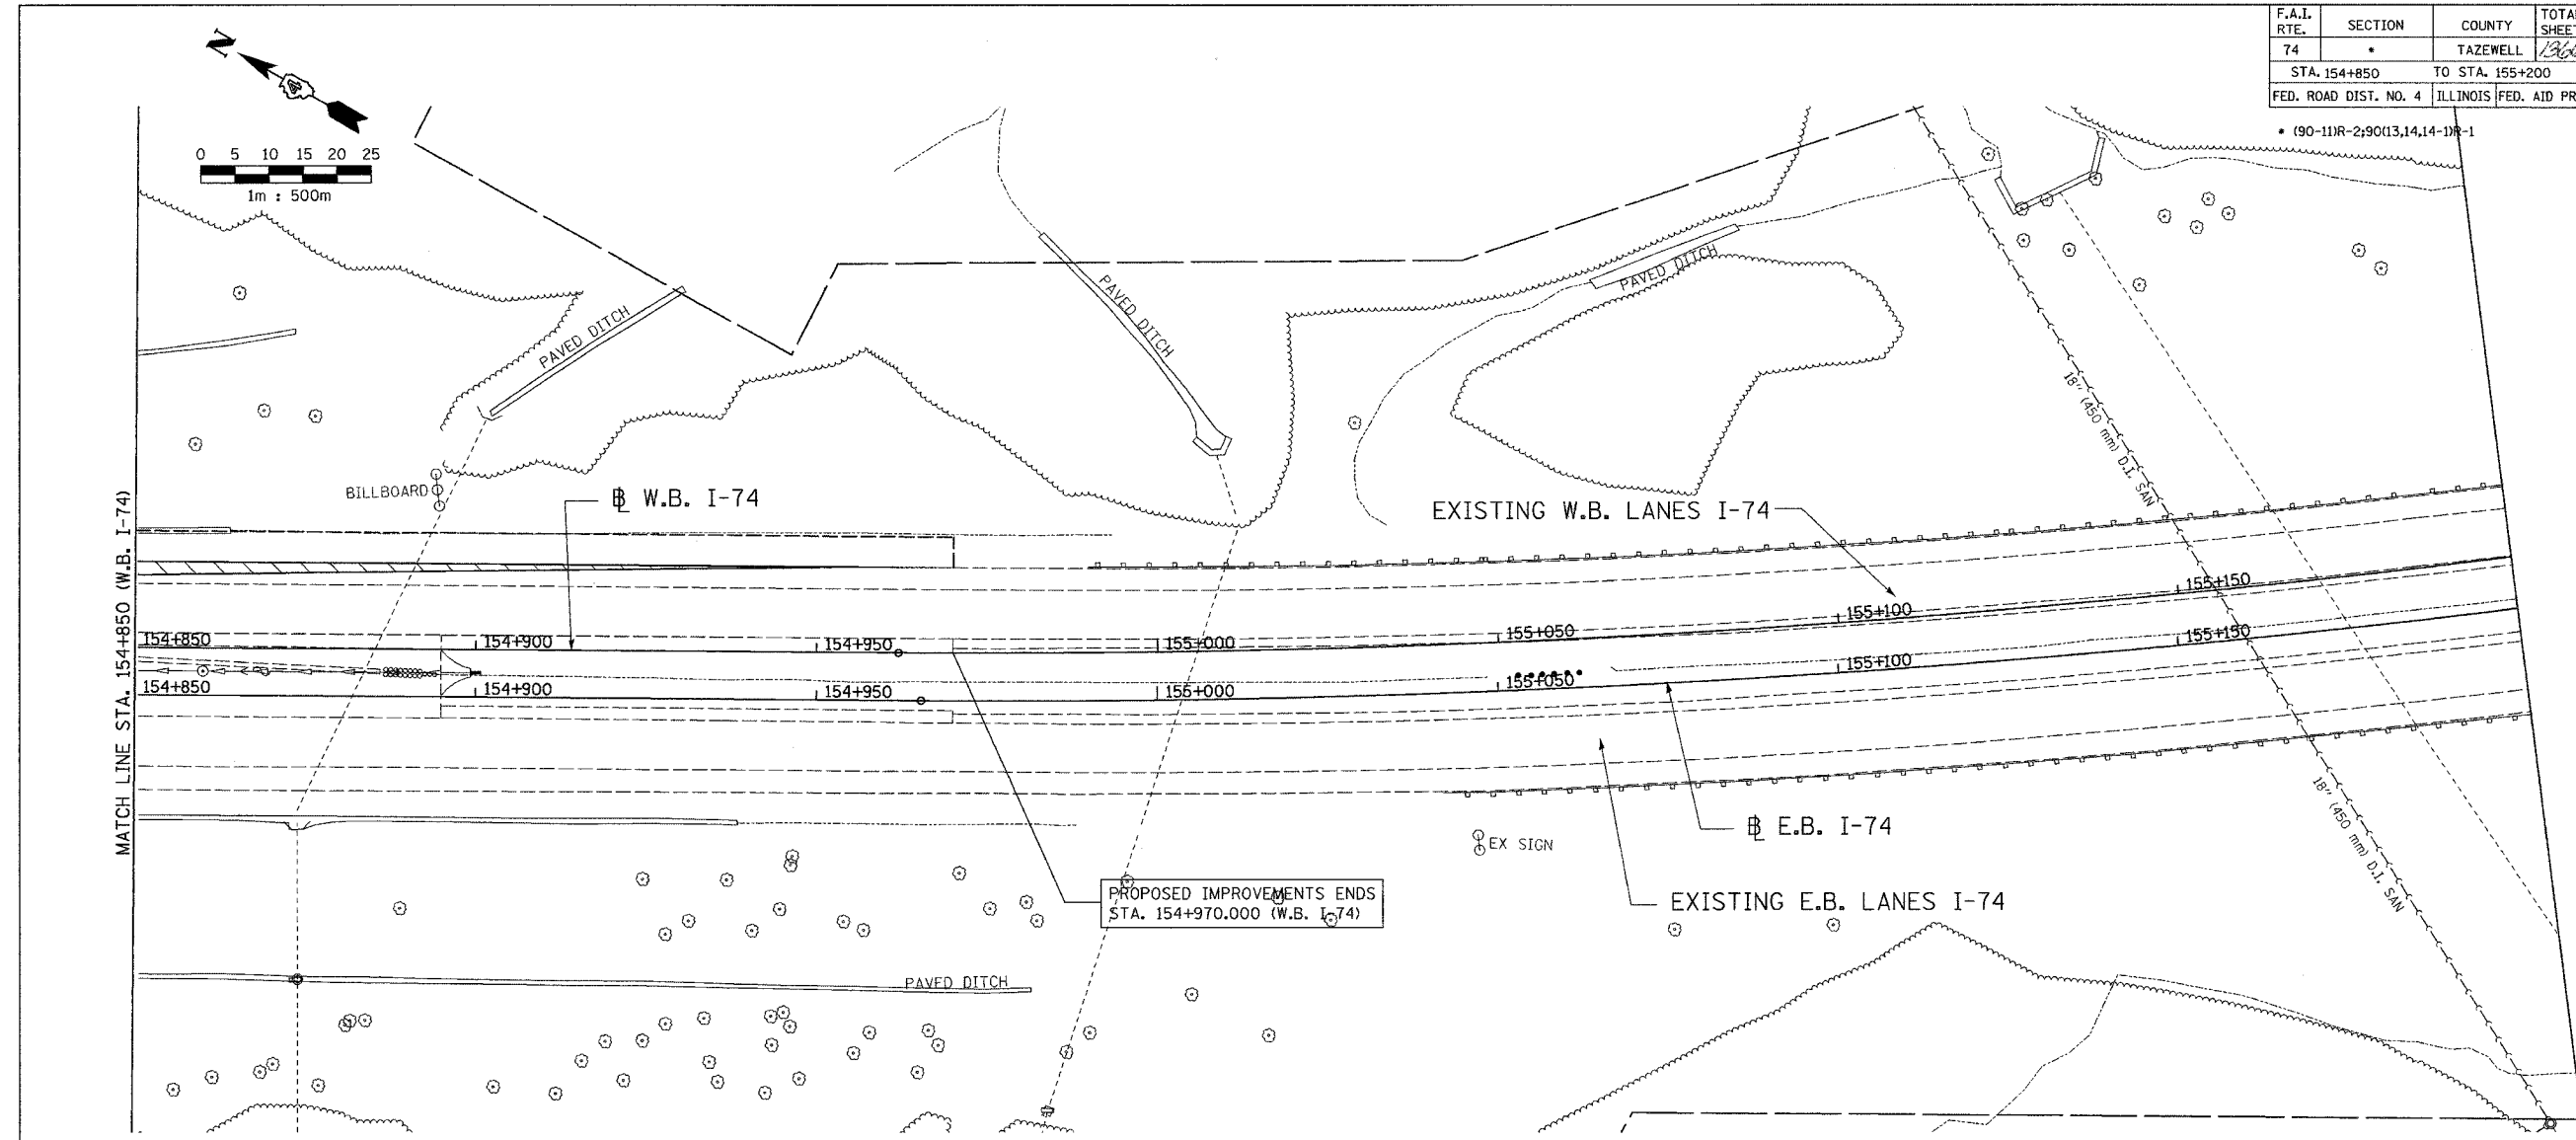 F.A.I. RTE. SECTION COUNTY
74 * TAZEWELL
STA. 154+850 TO STA. 155+200
FED. ROAD DIST. NO. 4 ILLINOIS FED. AID
* (90-11)R-2;90(13,14,14-1)R-1
N
4
0 5 10 15 20 25
1m : 500m
PAVED DITCH
PAVED DITCH
PAVED DITCH
18" (450 mm) D.I. SAN
BILLBOARD
B W.B. I-74
EXISTING W.B. LANES I-74
MATCH LINE STA. 154+850 (W.B. I-74)
154+850 154+900 154+950 155+000 155+050 155+100 155+150
154+850 154+900 154+950 155+000 155+050 155+100 155+150
18" (450 mm) D.I. SAN
B E.B. I-74
EX SIGN
PROPOSED IMPROVEMENTS ENDS
STA. 154+970.000 (W.B. I-74)
EXISTING E.B. LANES I-74
PAVED DITCH